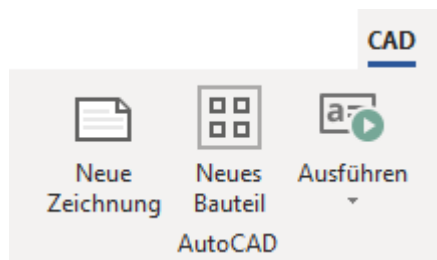 CAD
a=
Neue Neues Ausführen
Zeichnung Bauteil
AutoCAD